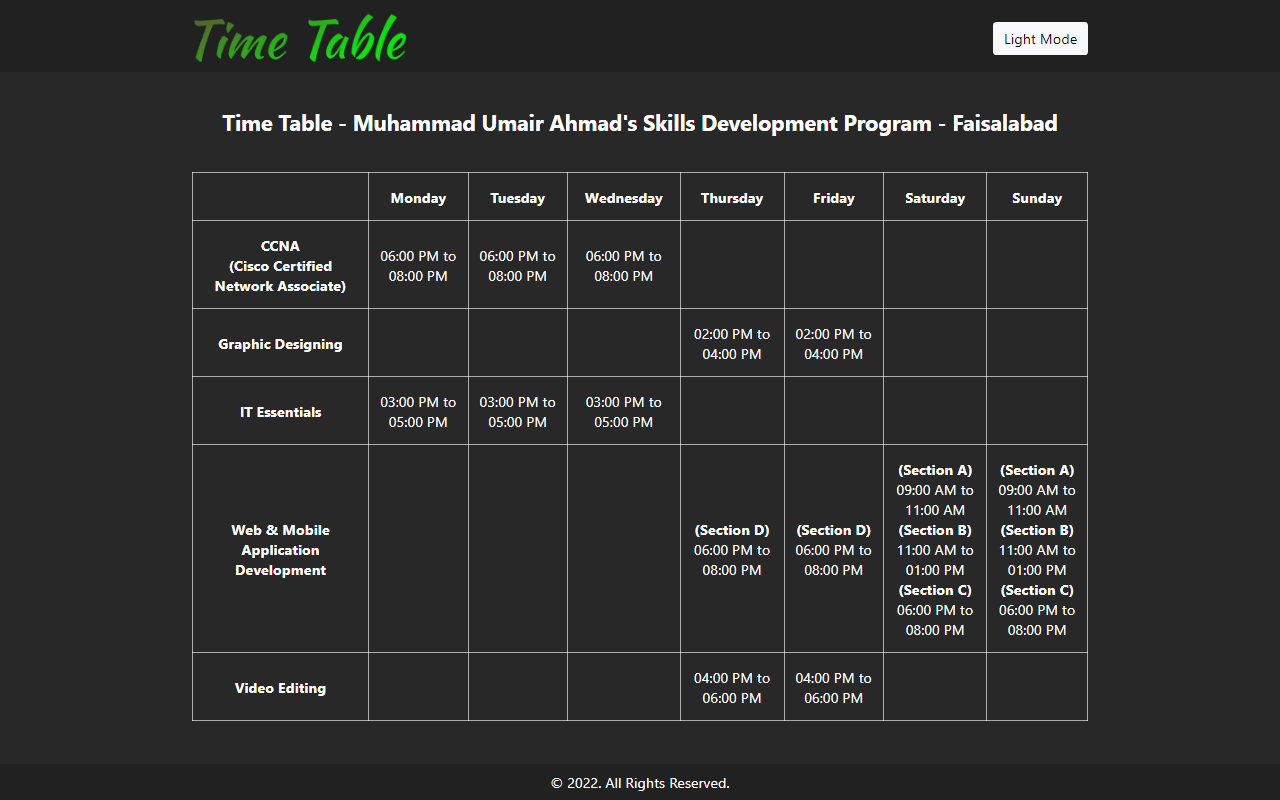 Time Table
Light Mode
Time Table - Muhammad Umair Ahmad's Skills Development Program - Faisalabad
Monday Tuesday Wednesday Thursday Friday Saturday Sunday
CCNA
(Cisco Certified
Network Associate)
06:00 PM to
08:00 PM
06:00 PM to
08:00 PM
06:00 PM to
08:00 PM
Graphic Designing
02:00 PM to
04:00 PM
02:00 PM to
04:00 PM
IT Essentials
03:00 PM to
05:00 PM
03:00 PM to
05:00 PM
03:00 PM to
05:00 PM
Web & Mobile
Application
Development
(Section D)
06:00 PM to
08:00 PM
(Section D)
06:00 PM to
08:00 PM
(Section A)
09:00 AM to
11:00 AM
(Section B)
11:00 AM to
01:00 PM
(Section C)
06:00 PM to
08:00 PM
(Section A)
09:00 AM to
11:00 AM
(Section B)
11:00 AM to
01:00 PM
(Section C)
06:00 PM to
08:00 PM
Video Editing
04:00 PM to
06:00 PM
04:00 PM to
06:00 PM
© 2022. All Rights Reserved.